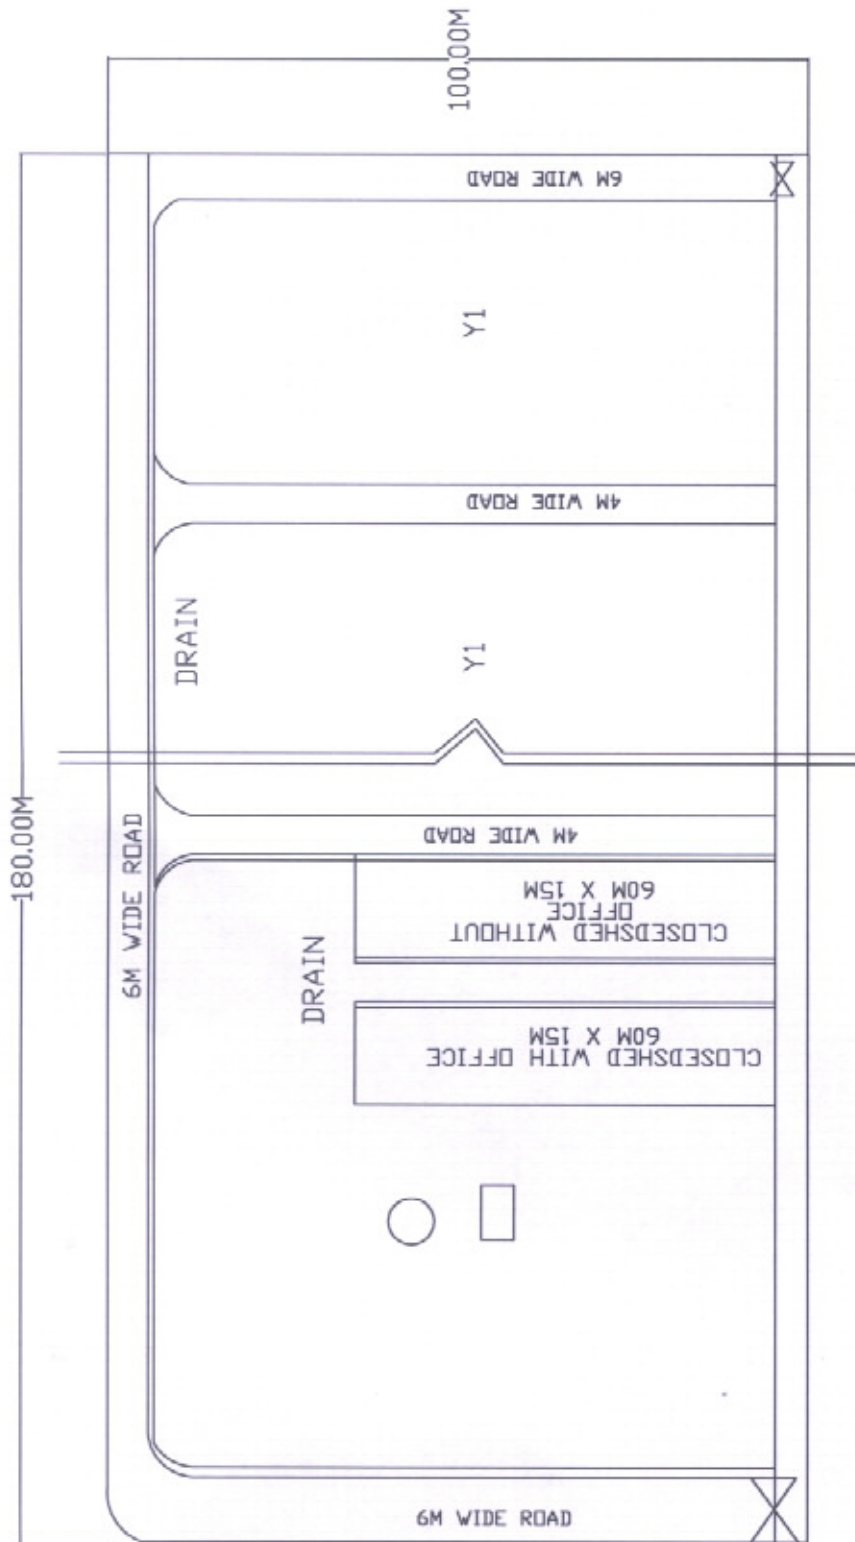 100.00M
6M WIDE ROAD
Y1
4M WIDE ROAD
DRAIN
Y1
180.00M
6M WIDE ROAD
4M WIDE ROAD
CLOSEDSHED WITHOUT
OFFICE
60M X 15M
DRAIN
CLOSEDSHED WITH OFFICE
60M X 15M
6M WIDE ROAD